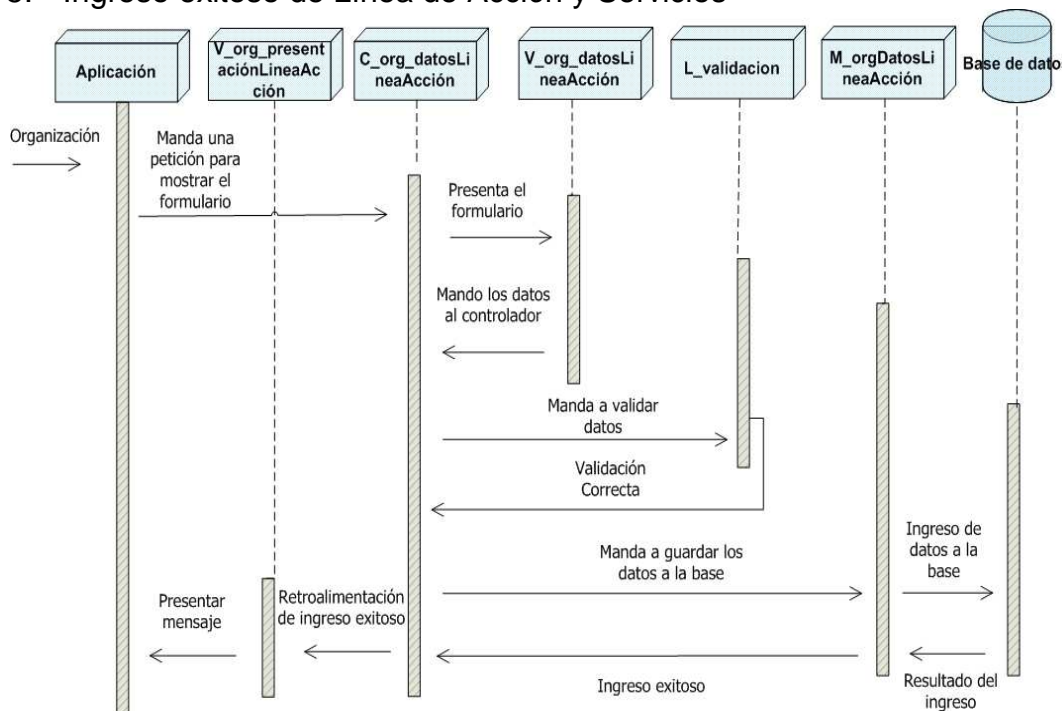 Ingreso exitoso de Línea de Acción y Servicios
Aplicación
V_org_present
aciónLineaAc
ción
C_org_datosLi
neaAcción
V_org_datosLi
neaAcción
L_validacion
M_orgDatosLi
neaAcción
Base de dato
Organización
Manda una
petición para
mostrar el
formulario
Presenta el
formulario
Mando los datos
al controlador
Manda a validar
datos
Validación
Correcta
Manda a guardar los
datos a la base
Ingreso de
datos a la
base
Retroalimentación
de ingreso exitoso
Presentar
mensaje
Ingreso exitoso
Resultado del
ingreso